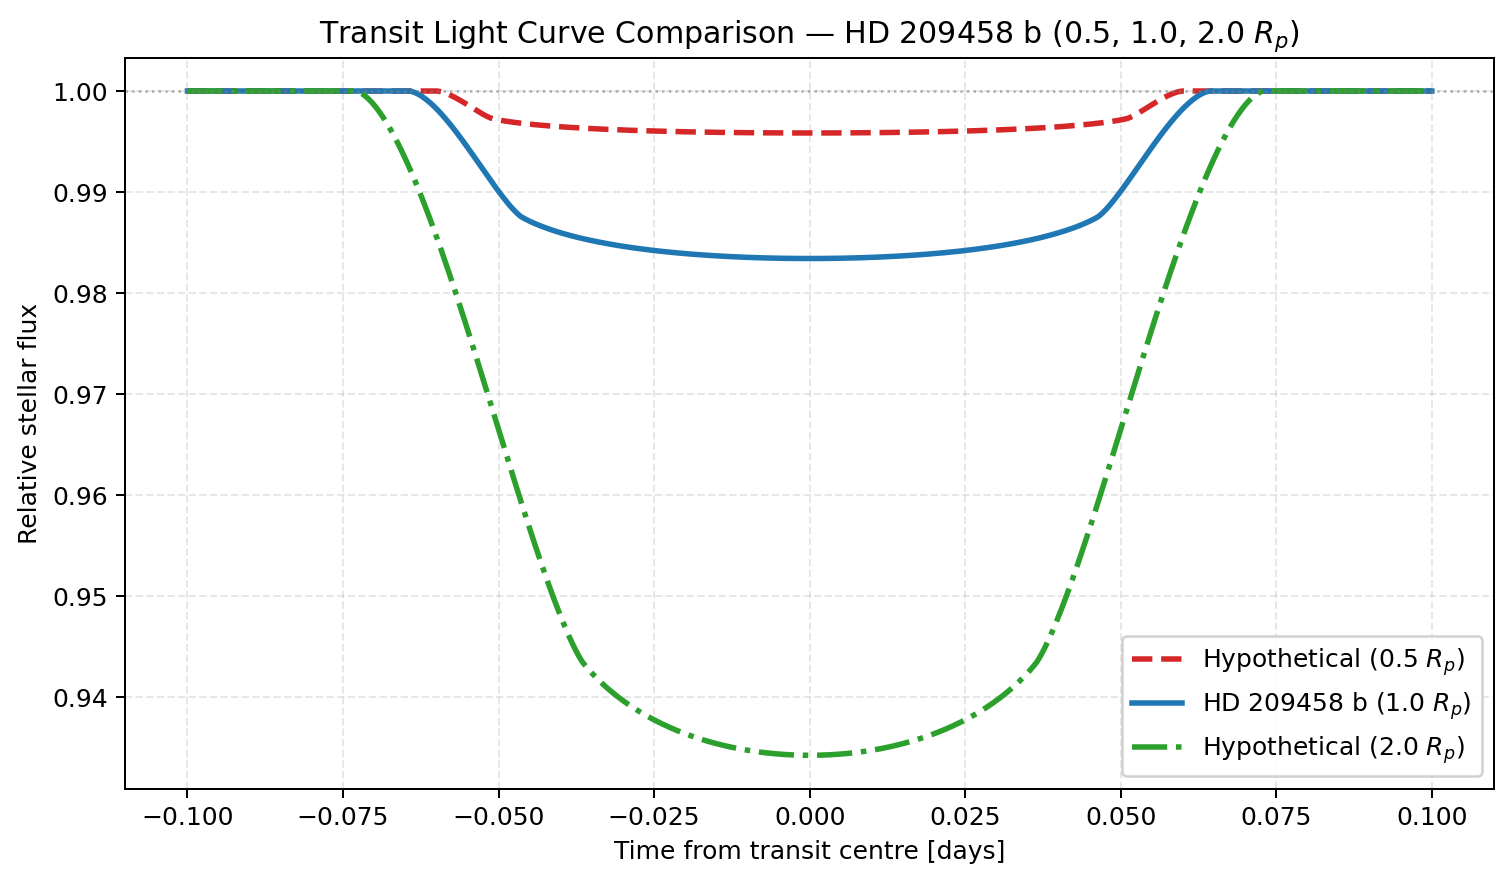 Transit Light Curve Comparison — HD 209458 b (0.5, 1.0, 2.0 Rₚ)
Relative stellar flux
1.00
0.99
0.98
0.97
0.96
0.95
0.94
Hypothetical (0.5 Rₚ)
HD 209458 b (1.0 Rₚ)
Hypothetical (2.0 Rₚ)
−0.100 −0.075 −0.050 −0.025 0.000 0.025 0.050 0.075 0.100
Time from transit centre [days]